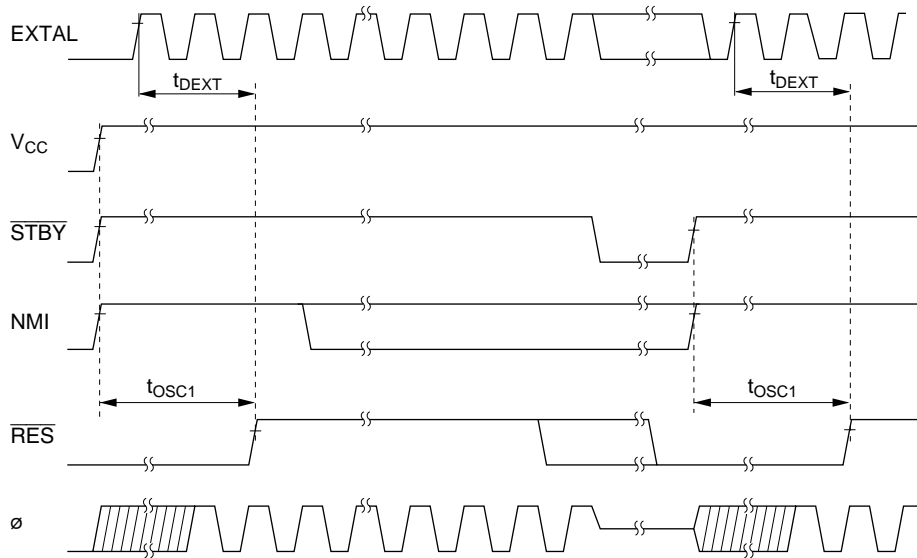 EXTAL
tDEXT tDEXT
VCC
STBY
NMI
tOSC1 tOSC1
RES
ø